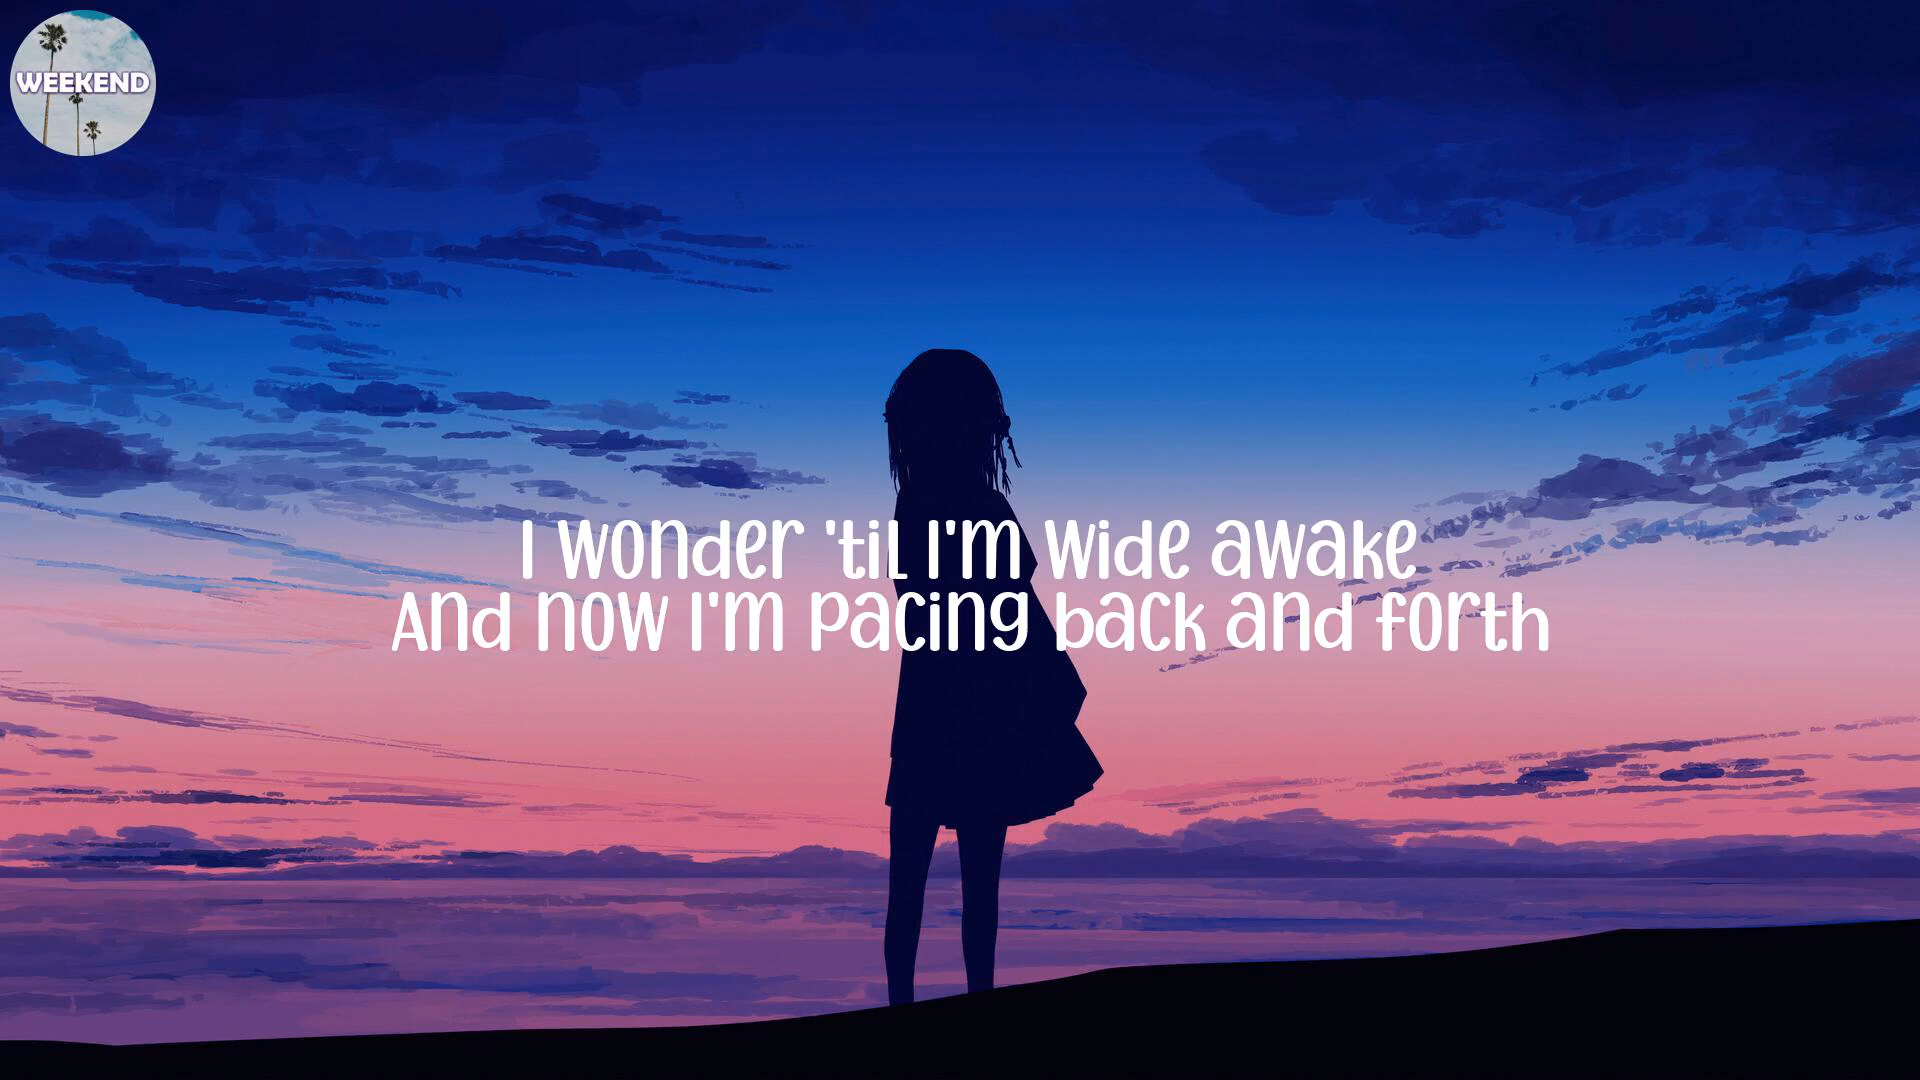 WEEKEND
I wonder 'til I'm wide awake
And now I'm pacing back and forth